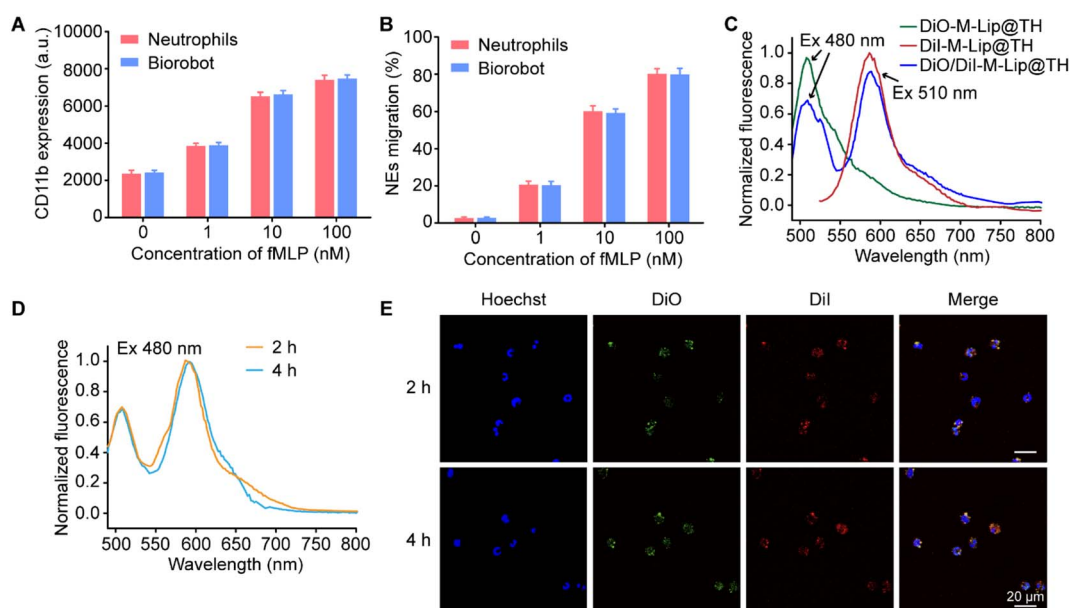 A
CD11b expression (a.u.)
10000
8000
6000
4000
2000
0
Neutrophils
Biorobot
0 1 10 100
Concentration of fMLP (nM)
B
NEs migration (%)
100
80
60
40
20
0
Neutrophils
Biorobot
0 1 10 100
Concentration of fMLP (nM)
C
Normalized fluorescence
1.0
0.8
0.6
0.4
0.2
0.0
DiO-M-Lip@TH
DiI-M-Lip@TH
DiO/DiI-M-Lip@TH
Ex 480 nm
Ex 510 nm
500 550 600 650 700 750 800
Wavelength (nm)
D
Normalized fluorescence
1.0
0.8
0.6
0.4
0.2
0.0
Ex 480 nm
2 h
4 h
500 550 600 650 700 750 800
Wavelength (nm)
E
Hoechst DiO DiI Merge
2 h
4 h
20 μm